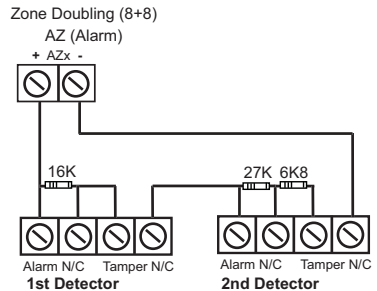 Zone Doubling (8+8)
AZ (Alarm)
+ AZx -
16K
27K 6K8
Alarm N/C Tamper N/C
1st Detector
Alarm N/C Tamper N/C
2nd Detector